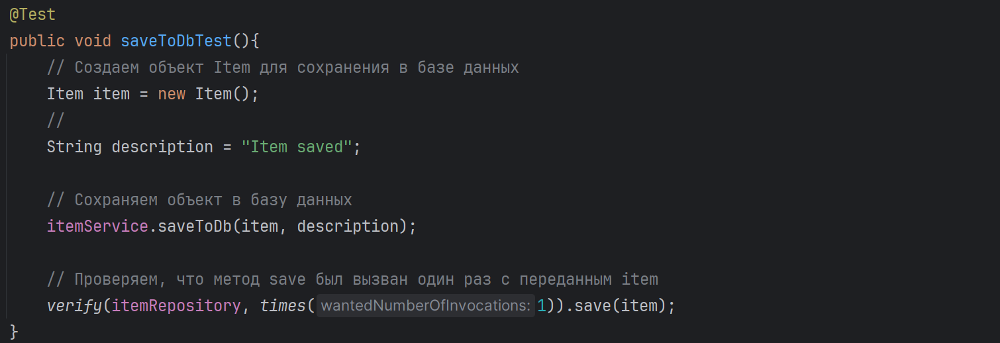 @Test
public void saveToDbTest(){
// Создаем объект Item для сохранения в базе данных
Item item = new Item();
//
String description = "Item saved";
// Сохраняем объект в базу данных
itemService.saveToDb(item, description);
// Проверяем, что метод save был вызван один раз с переданным item
verify(itemRepository, times( wantedNumberOfInvocations: 1)).save(item);
}